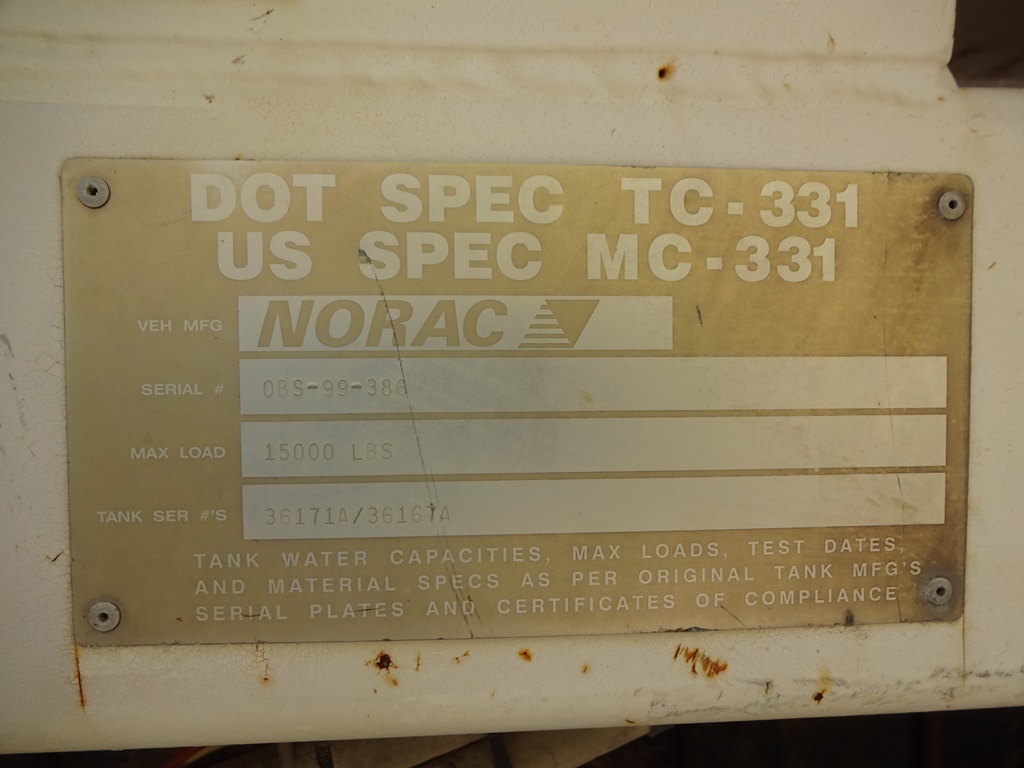 DOT SPEC TC-331
US SPEC MC-331
VEH MFG NORAC
SERIAL # OBS-99-386
MAX LOAD 15000 LBS
TANK SER #'S 36171A/36167A
TANK WATER CAPACITIES, MAX LOADS, TEST DATES,
AND MATERIAL SPECS AS PER ORIGINAL TANK MFG'S
SERIAL PLATES AND CERTIFICATES OF COMPLIANCE